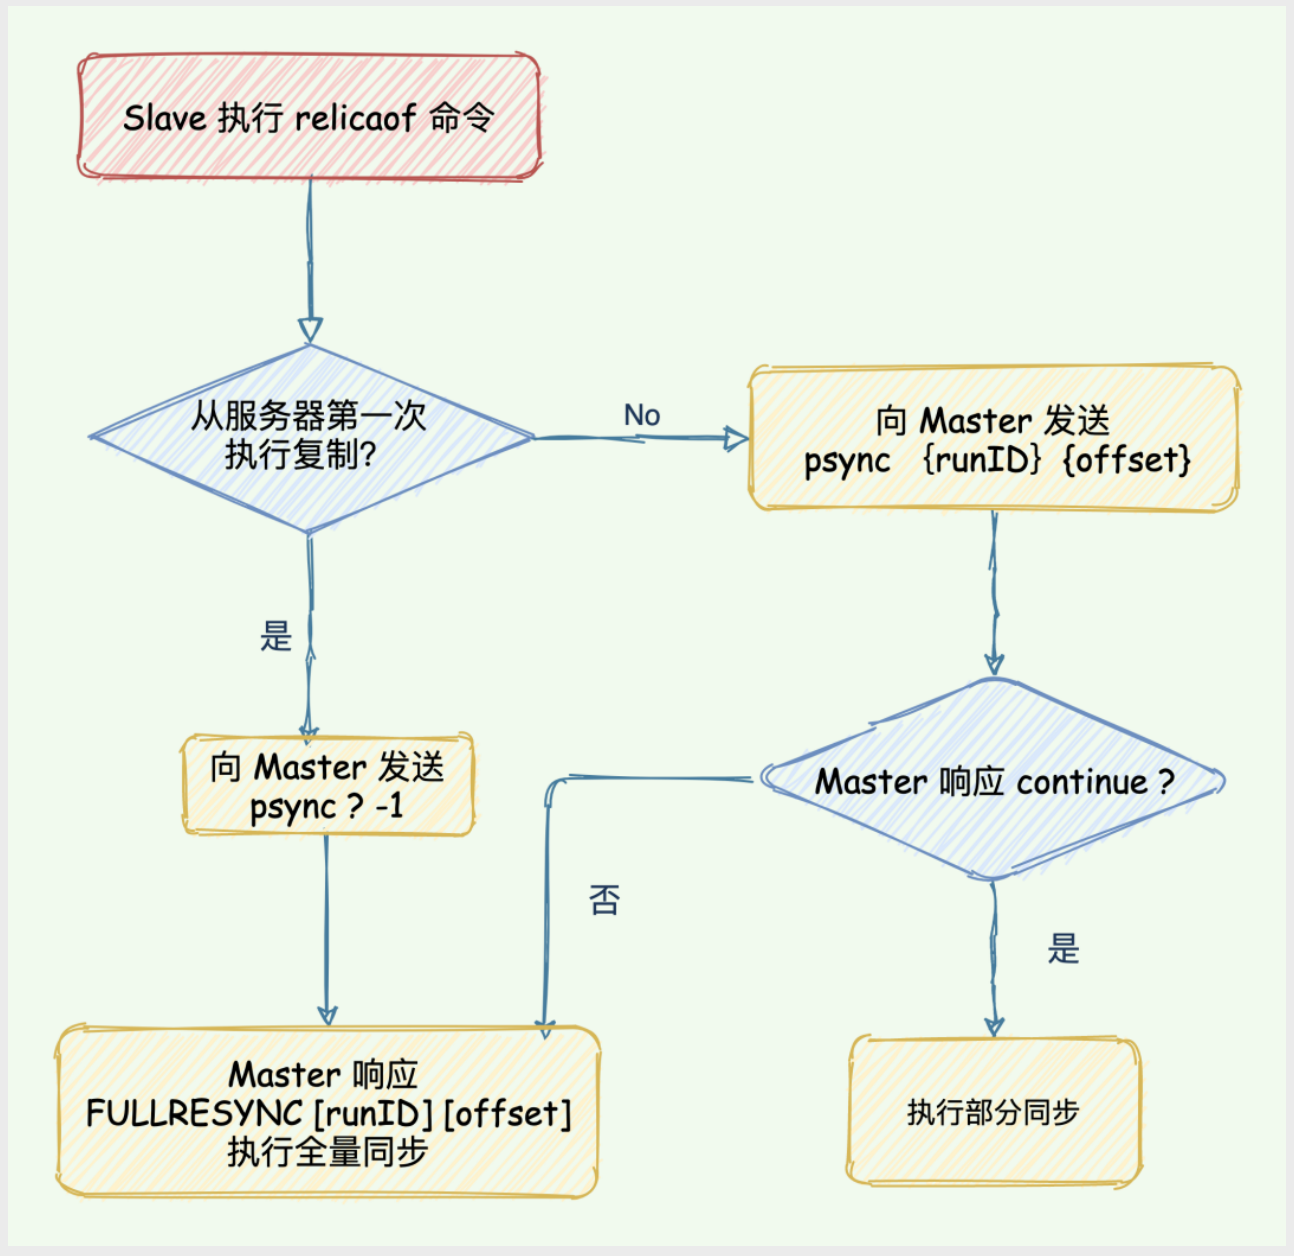 Slave 执行 relicaof 命令
从服务器第一次
执行复制?
No
向 Master 发送
psync ｛runID｝{offset}
是
向 Master 发送
psync ? -1
Master 响应 continue ?
否
是
Master 响应
FULLRESYNC [runID] [offset]
执行全量同步
执行部分同步